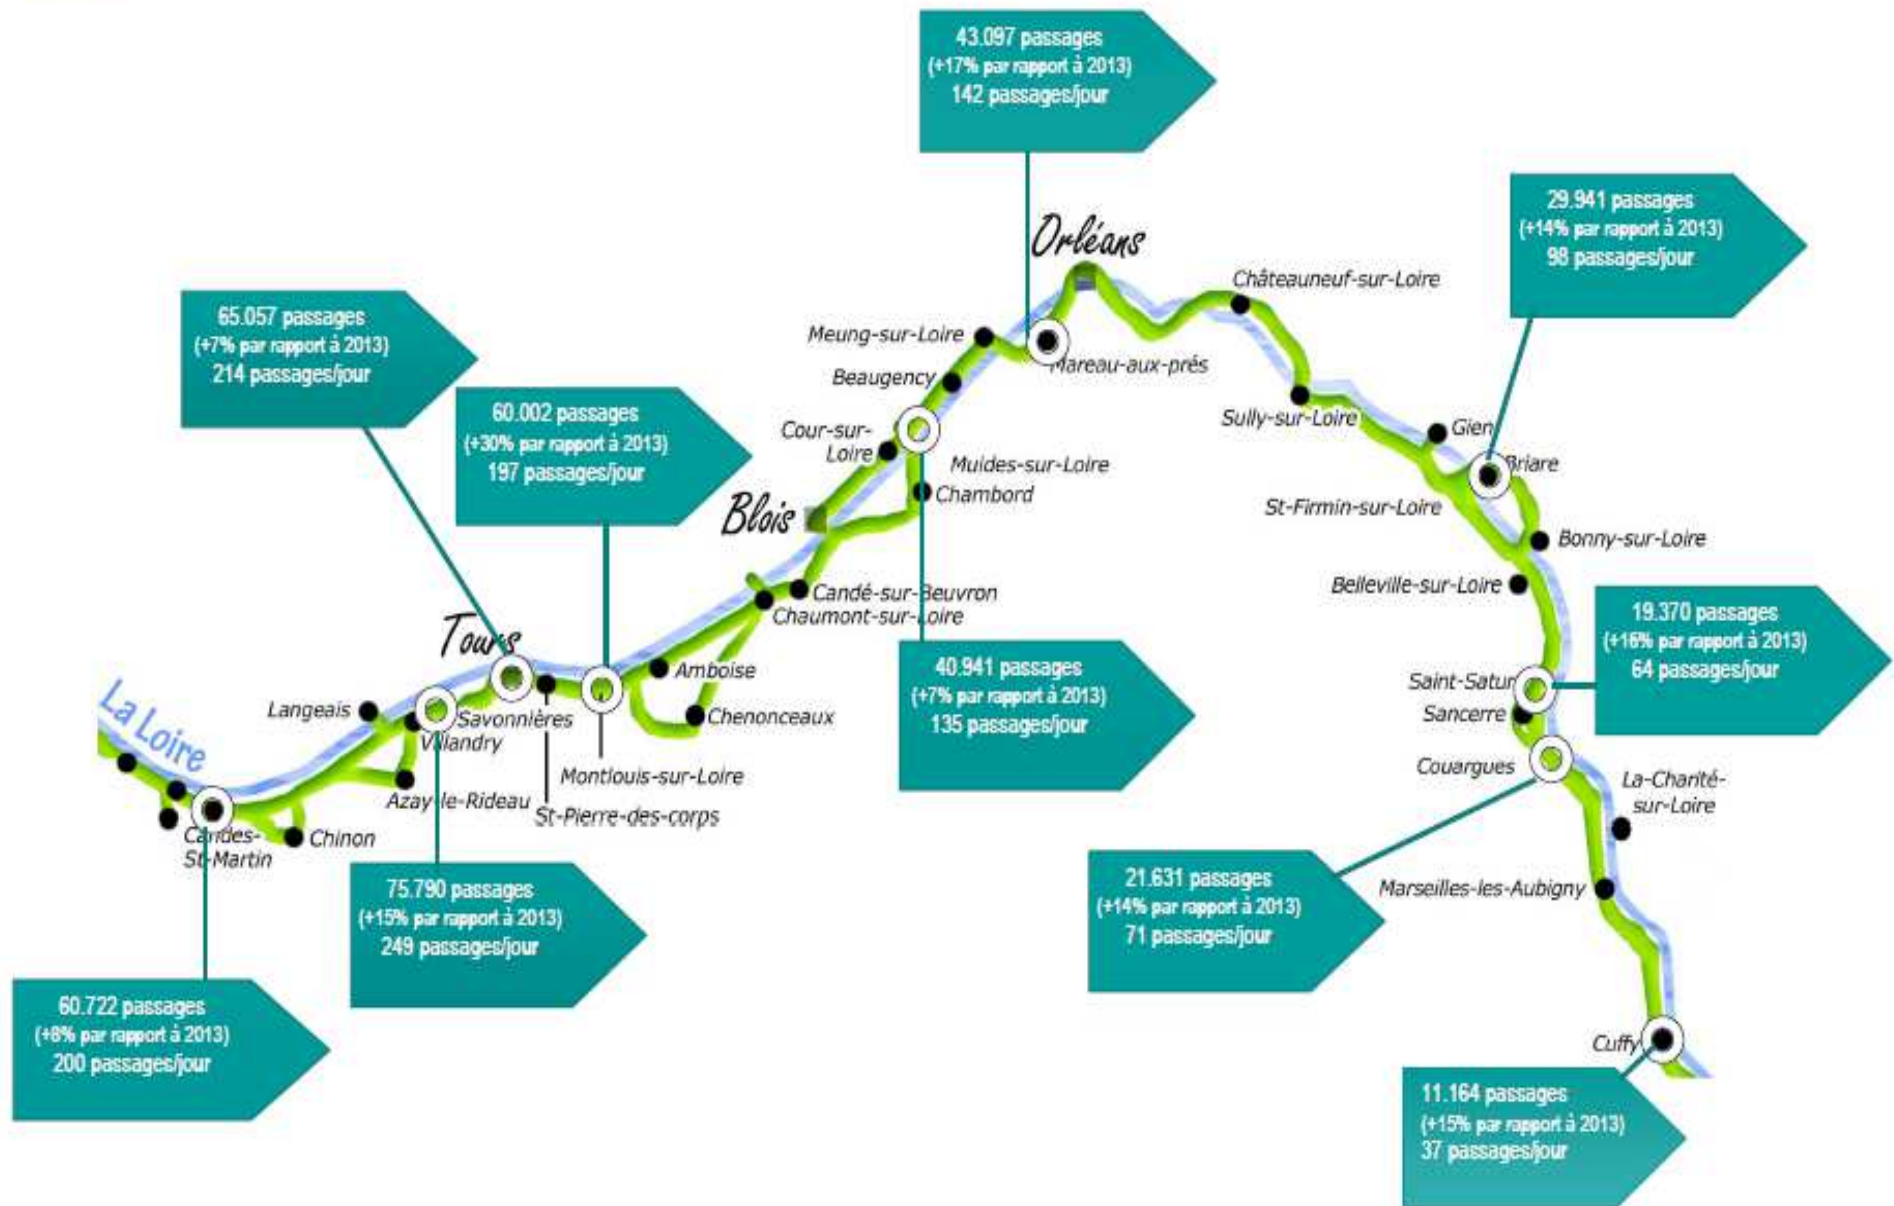 43.097 passages
(+17% par rapport à 2013)
142 passages/jour
29.941 passages
(+14% par rapport à 2013)
98 passages/jour
Orléans
Châteauneuf-sur-Loire
65.057 passages
(+7% par rapport à 2013)
214 passages/jour
Meung-sur-Loire
Mareau-aux-prés
Beaugency
60.002 passages
(+30% par rapport à 2013)
197 passages/jour
Sully-sur-Loire
Gien
Cour-sur-
Loire
Muides-sur-Loire
Briare
Chambord
Blois
St-Firmin-sur-Loire
Bonny-sur-Loire
Belleville-sur-Loire
Candé-sur-Beuvron
Chaumont-sur-Loire
19.370 passages
(+16% par rapport à 2013)
64 passages/jour
Tours
Amboise
40.941 passages
(+7% par rapport à 2013)
135 passages/jour
Saint-Satur
Sancerre
La Loire
Langeais
Savonnières
Villandry
Chenonceaux
Couargues
La-Charité-
sur-Loire
Montlouis-sur-Loire
Azay-le-Rideau
St-Pierre-des-corps
Candes-
St-Martin
Chinon
75.790 passages
(+15% par rapport à 2013)
249 passages/jour
21.631 passages
(+14% par rapport à 2013)
71 passages/jour
Marseilles-les-Aubigny
60.722 passages
(+8% par rapport à 2013)
200 passages/jour
Cuffy
11.164 passages
(+15% par rapport à 2013)
37 passages/jour